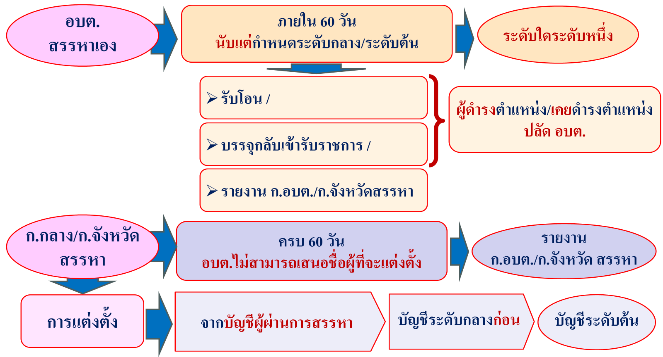 อบต.
สรรหาเอง
ภายใน 60 วัน
นับแต่กำหนดระดับกลาง/ระดับต้น
ระดับใดระดับหนึ่ง
รับโอน /
บรรจุกลับเข้ารับราชการ /
รายงาน ก.อบต./ก.จังหวัดสรรหา
ผู้ดำรงตำแหน่ง/เคยดำรงตำแหน่ง
ปลัด อบต.
ก.กลาง/ก.จังหวัด
สรรหา
ครบ 60 วัน
อบต.ไม่สามารถเสนอชื่อผู้ที่จะแต่งตั้ง
รายงาน
ก.อบต./ก.จังหวัด สรรหา
การแต่งตั้ง
จากบัญชีผู้ผ่านการสรรหา
บัญชีระดับกลางก่อน
บัญชีระดับต้น